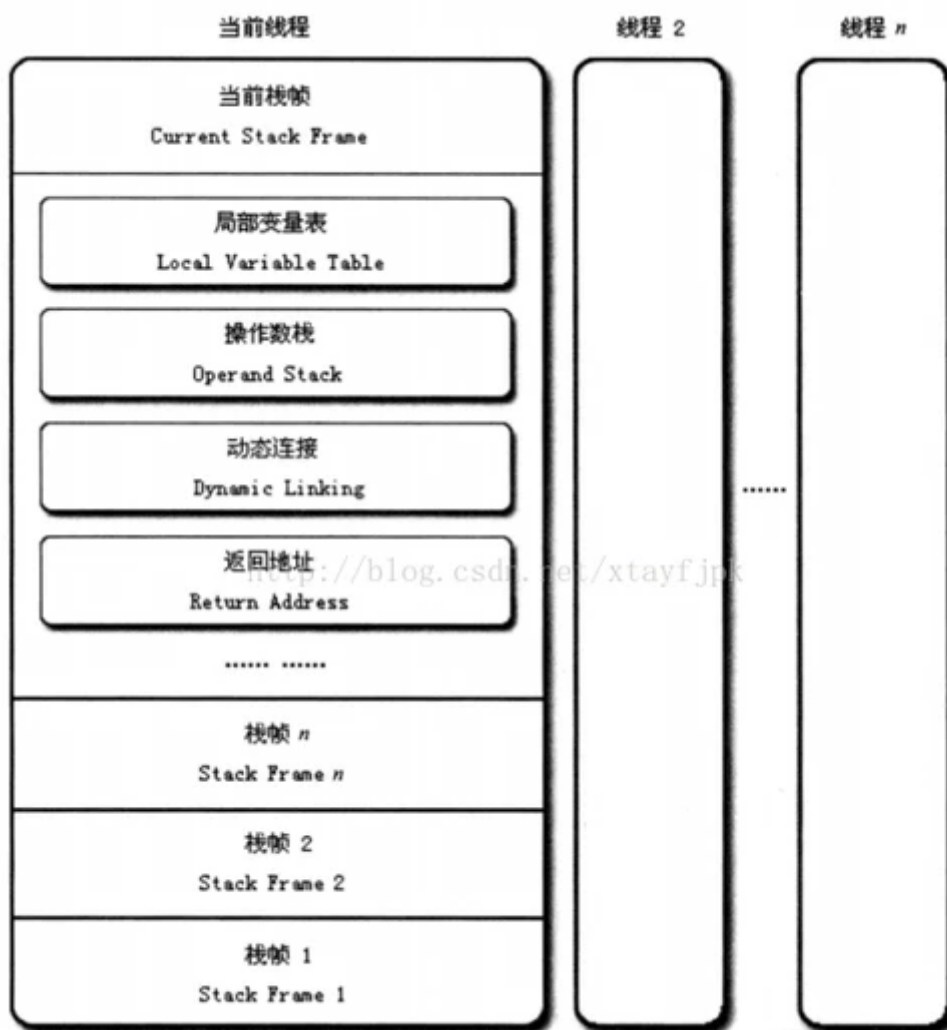 当前线程
线程 2
线程 n
当前栈帧
Current Stack Frame
局部变量表
Local Variable Table
操作数栈
Operand Stack
动态连接
Dynamic Linking
......
返回地址
http://blog.csdn.net/xtayfjpk
Return Address
...... ......
栈帧 n
Stack Frame n
栈帧 2
Stack Frame 2
栈帧 1
Stack Frame 1